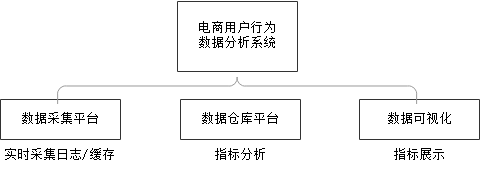 电商用户行为
数据分析系统
数据采集平台
数据仓库平台
数据可视化
实时采集日志/缓存
指标分析
指标展示